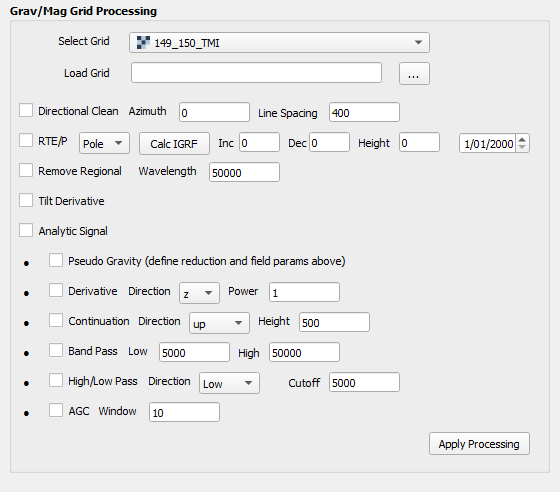 Grav/Mag Grid Processing
Select Grid 149_150_TMI
Load Grid ...
Directional Clean Azimuth 0 Line Spacing 400
RTE/P Pole Calc IGRF Inc 0 Dec 0 Height 0 1/01/2000
Remove Regional Wavelength 50000
Tilt Derivative
Analytic Signal
• Pseudo Gravity (define reduction and field params above)
• Derivative Direction z Power 1
• Continuation Direction up Height 500
• Band Pass Low 5000 High 50000
• High/Low Pass Direction Low Cutoff 5000
• AGC Window 10
Apply Processing